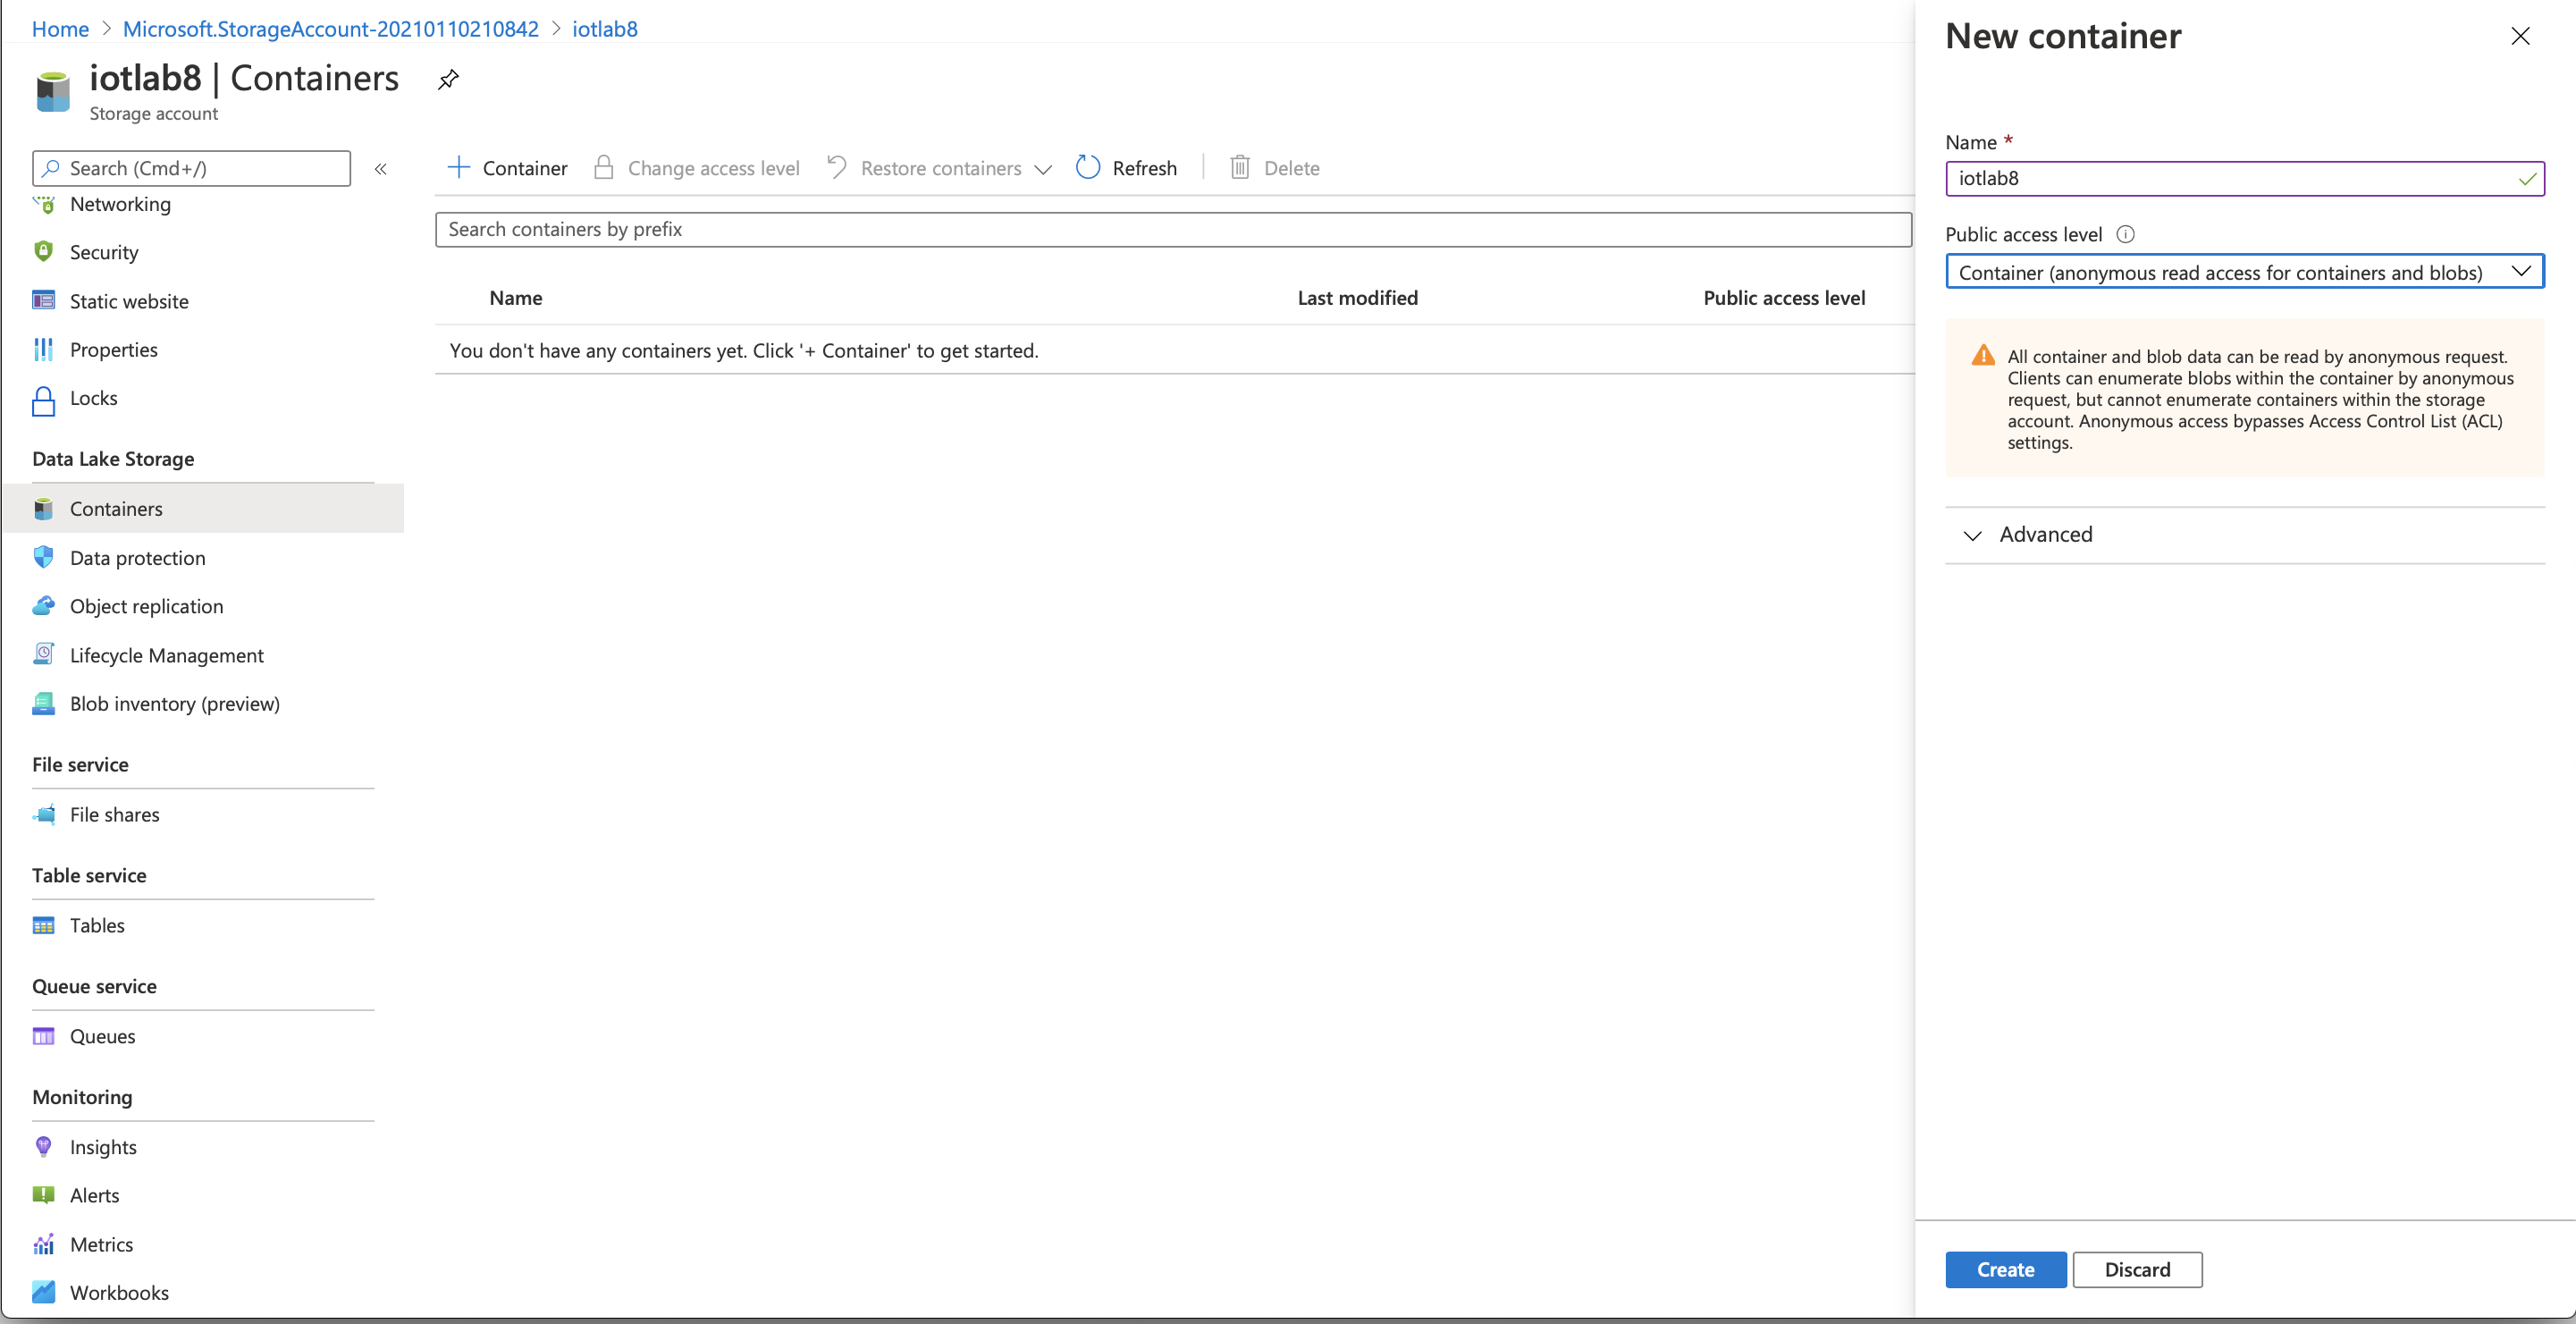 Home > Microsoft.StorageAccount-20210110210842 > iotlab8
iotlab8 | Containers
Storage account
Search (Cmd+/)
«
Networking
Security
Static website
Properties
Locks
Data Lake Storage
Containers
Data protection
Object replication
Lifecycle Management
Blob inventory (preview)
File service
File shares
Table service
Tables
Queue service
Queues
Monitoring
Insights
Alerts
Metrics
Workbooks
+ Container Change access level Restore containers Refresh Delete
Search containers by prefix
Name Last modified Public access level
You don't have any containers yet. Click '+ Container' to get started.
New container
Name *
iotlab8
Public access level
Container (anonymous read access for containers and blobs)
All container and blob data can be read by anonymous request.
Clients can enumerate blobs within the container by anonymous
request, but cannot enumerate containers within the storage
account. Anonymous access bypasses Access Control List (ACL)
settings.
Advanced
Create Discard